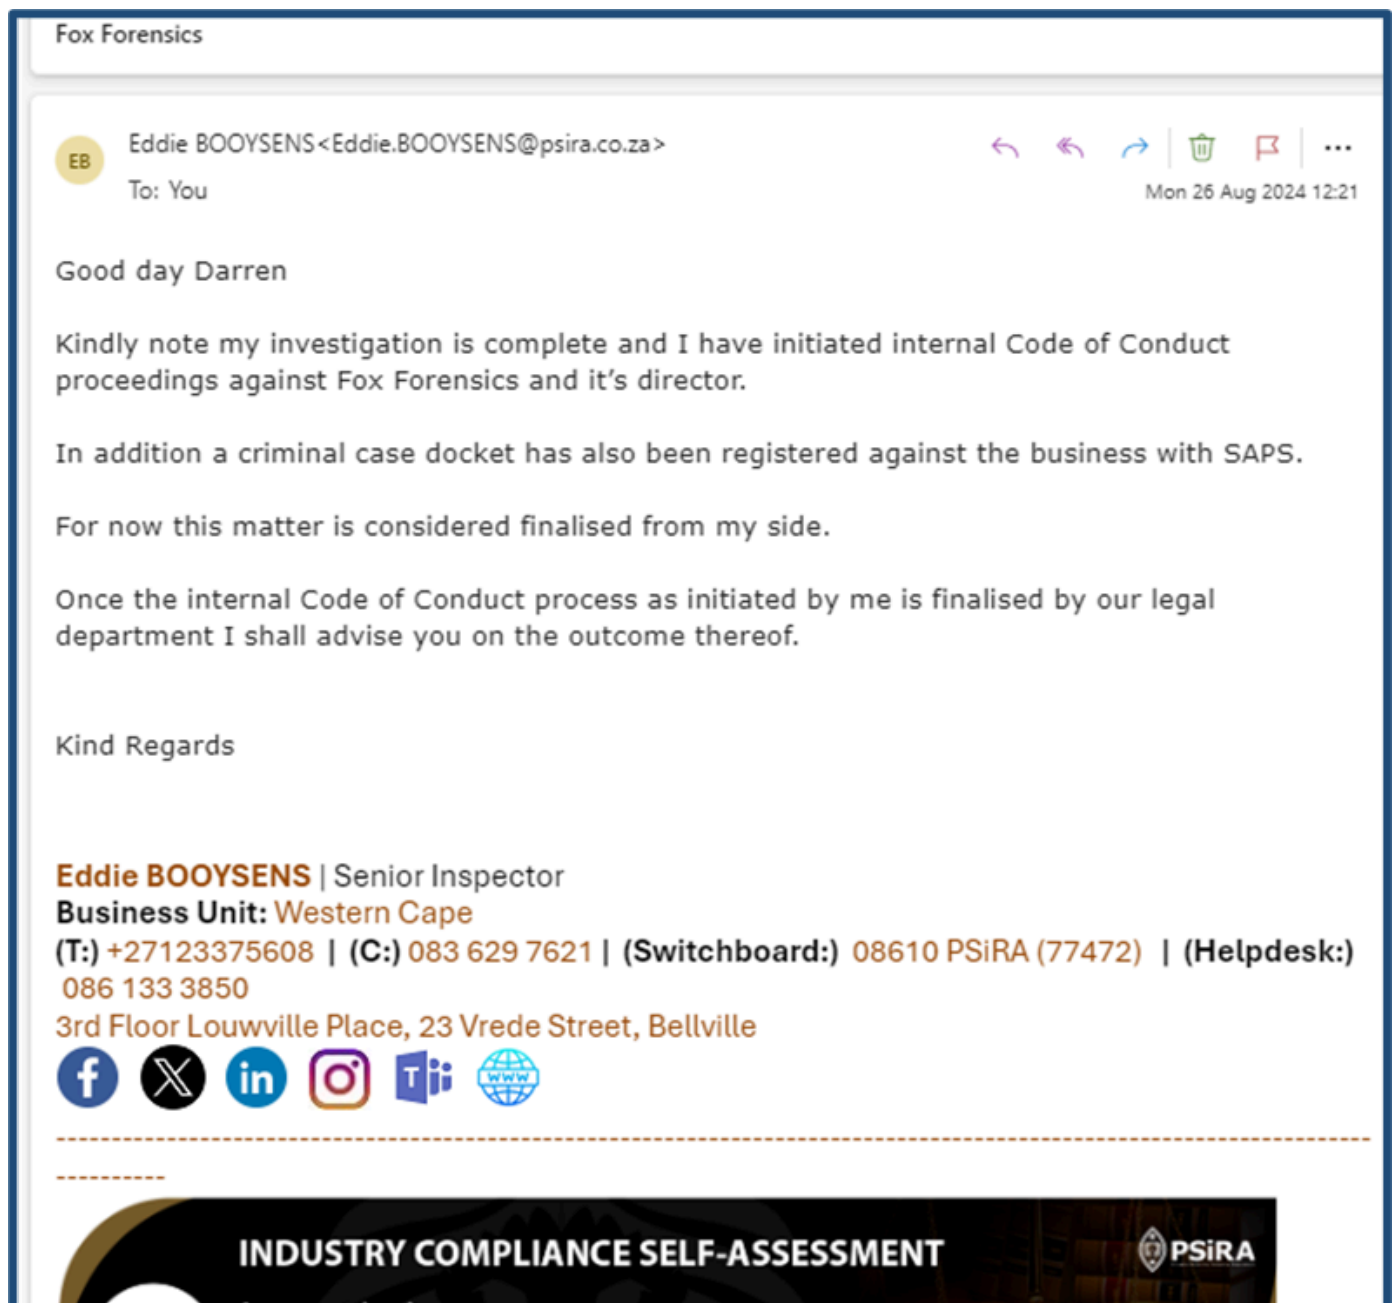 Fox Forensics
EB
Eddie BOOYSENS<Eddie.BOOYSENS@psira.co.za>
To: You
Mon 26 Aug 2024 12:21
Good day Darren
Kindly note my investigation is complete and I have initiated internal Code of Conduct
proceedings against Fox Forensics and it's director.
In addition a criminal case docket has also been registered against the business with SAPS.
For now this matter is considered finalised from my side.
Once the internal Code of Conduct process as initiated by me is finalised by our legal
department I shall advise you on the outcome thereof.
Kind Regards
Eddie BOOYSENS | Senior Inspector
Business Unit: Western Cape
(T:) +27123375608 | (C:) 083 629 7621 | (Switchboard:) 08610 PSiRA (77472) | (Helpdesk:)
086 133 3850
3rd Floor Louwville Place, 23 Vrede Street, Bellville
f X in T www
INDUSTRY COMPLIANCE SELF-ASSESSMENT
PSiRA